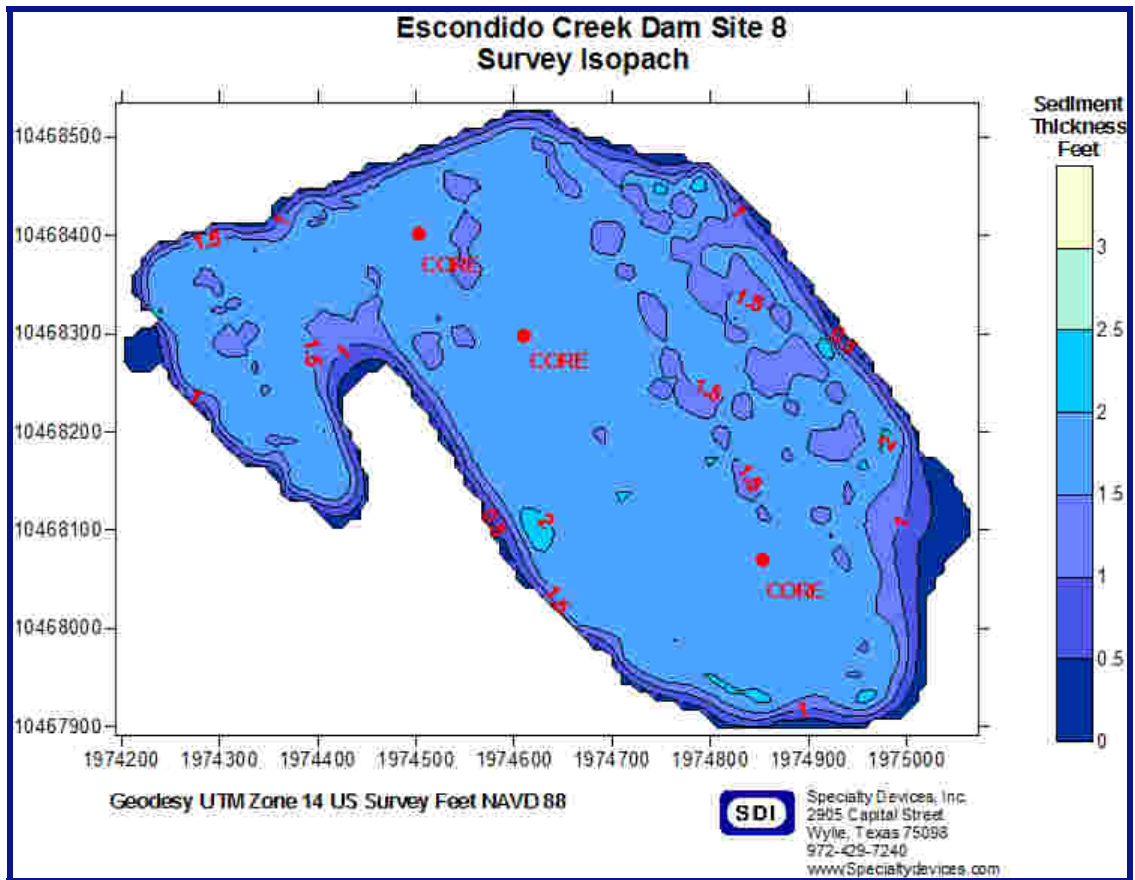 Escondido Creek Dam Site 8
Survey Isopach
Sediment
Thickness
Feet
3
2.5
2
1.5
1
0.5
0
10468500
10468400
10468300
10468200
10468100
10468000
10467900
1974200
1974300
1974400
1974500
1974600
1974700
1974800
1974900
1975000
1
1.5
CORE
1
1.5
0.5
CORE
1.5
1
1.5
1
2
1.5
0.5
2
1
1.5
CORE
1
Geodesy UTM Zone 14 US Survey Feet NAVD 88
SDI
Specialty Devices, Inc.
2905 Capital Street
Wylie, Texas 75098
972-429-7240
www.Specialtydevices.com